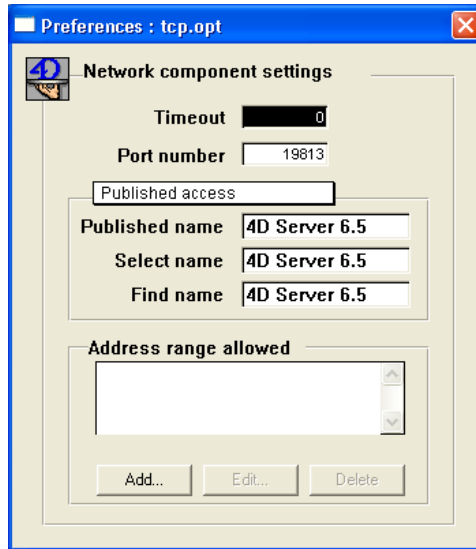 Preferences : tcp.opt
4D
Network component settings
Timeout 0
Port number 19813
Published access
Published name 4D Server 6.5
Select name 4D Server 6.5
Find name 4D Server 6.5
Address range allowed
Add... Edit... Delete